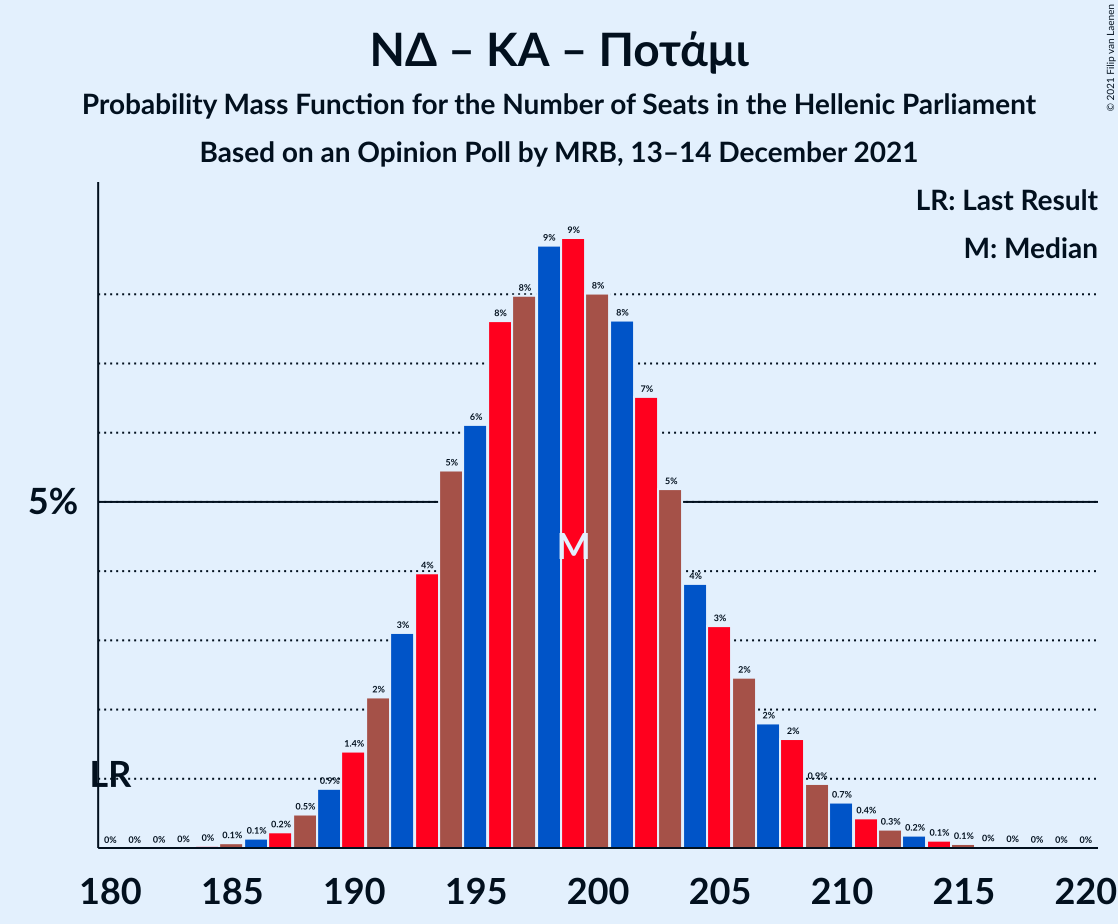 ΝΔ – ΚΑ – Ποτάμι
Probability Mass Function for the Number of Seats in the Hellenic Parliament
Based on an Opinion Poll by MRB, 13–14 December 2021
© 2021 Filip van Laenen
LR: Last Result
M: Median
5%
LR
M
0% 0% 0% 0% 0% 0.1% 0.1% 0.2% 0.5% 0.9% 1.4% 2% 3% 4% 5% 6% 8% 8% 9% 9% 8% 8% 7% 5% 4% 3% 2% 2% 2% 0.9% 0.7% 0.4% 0.3% 0.2% 0.1% 0.1% 0% 0% 0% 0% 0%
180 185 190 195 200 205 210 215 220